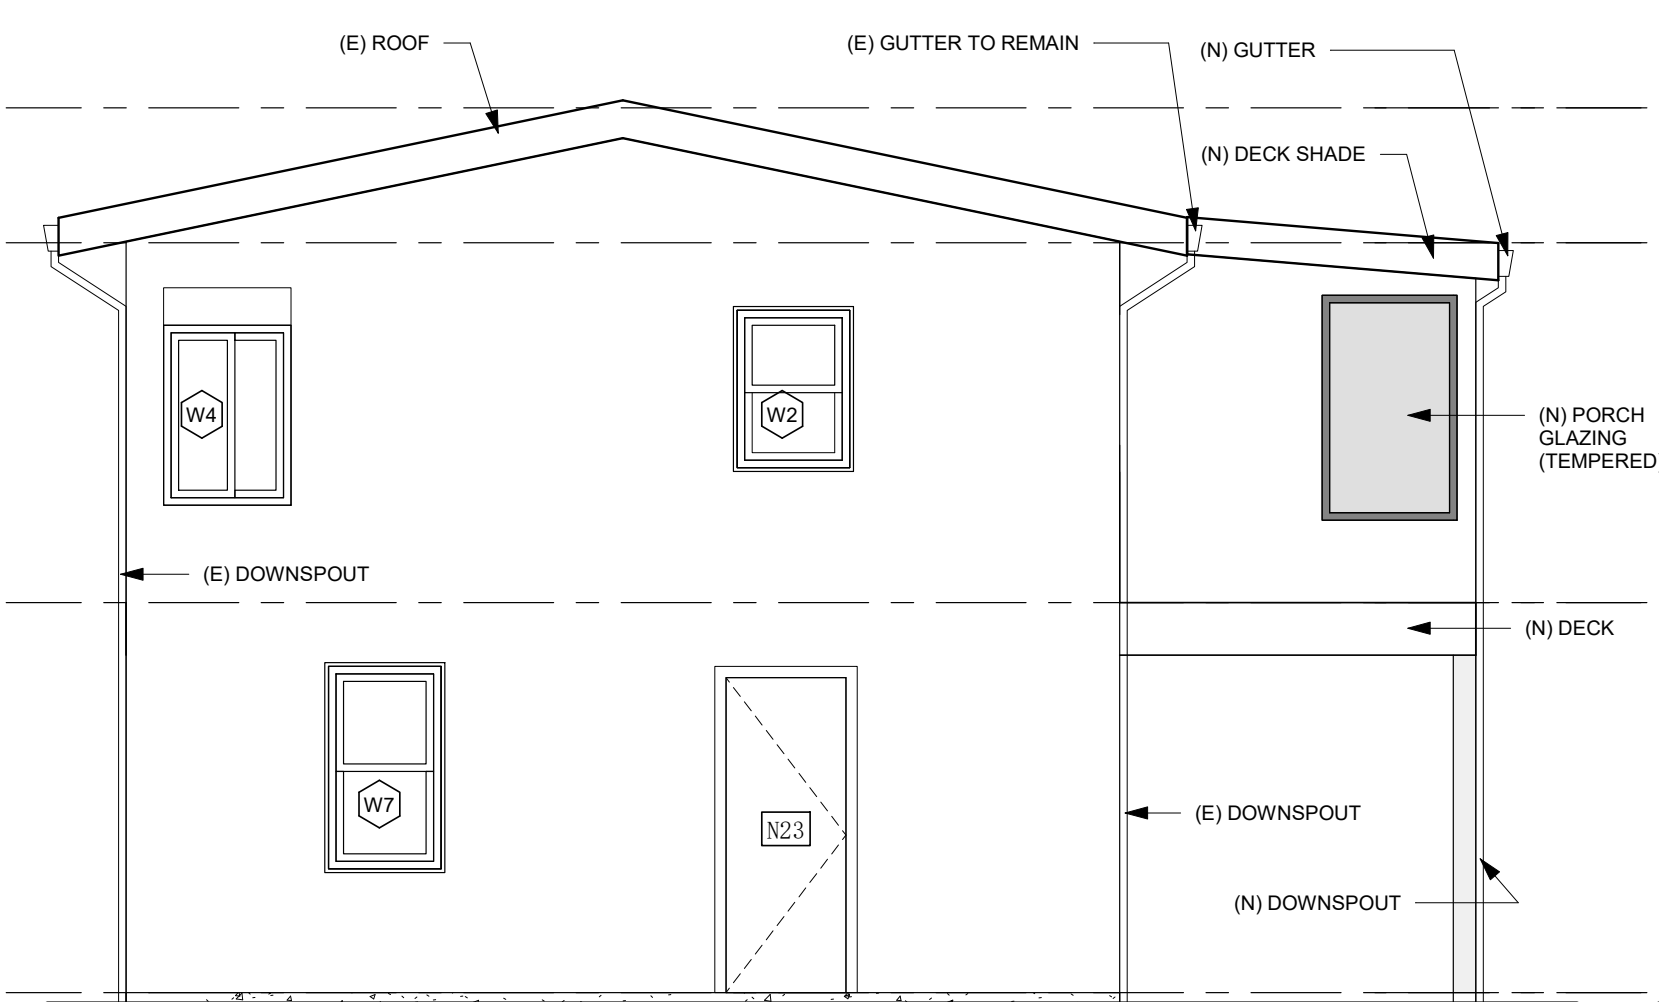 (E) ROOF
(E) GUTTER TO REMAIN
(N) GUTTER
(N) DECK SHADE
W4
W2
(N) PORCH
GLAZING
(TEMPERED)
(E) DOWNSPOUT
(N) DECK
W7
N23
(E) DOWNSPOUT
(N) DOWNSPOUT